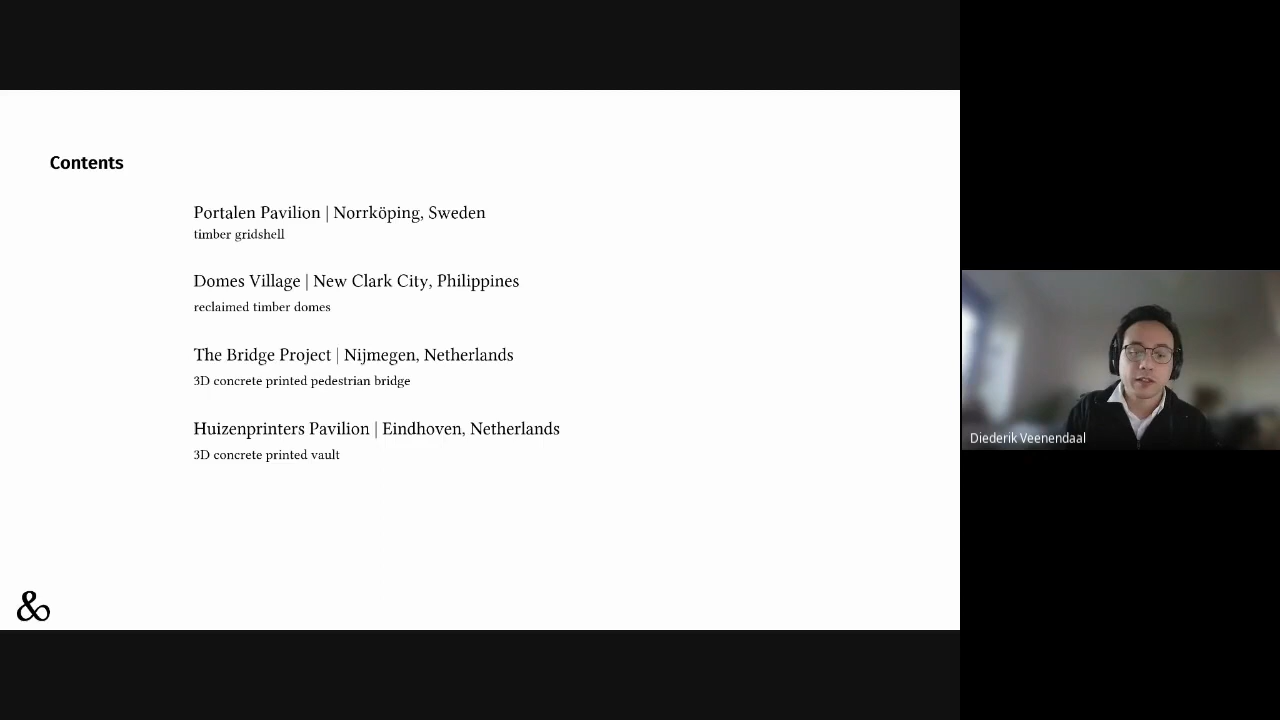 Contents
Portalen Pavilion | Norrköping, Sweden
timber gridshell
Domes Village | New Clark City, Philippines
reclaimed timber domes
The Bridge Project | Nijmegen, Netherlands
3D concrete printed pedestrian bridge
Huizenprinters Pavilion | Eindhoven, Netherlands
3D concrete printed vault
&
Diederik Veenendaal